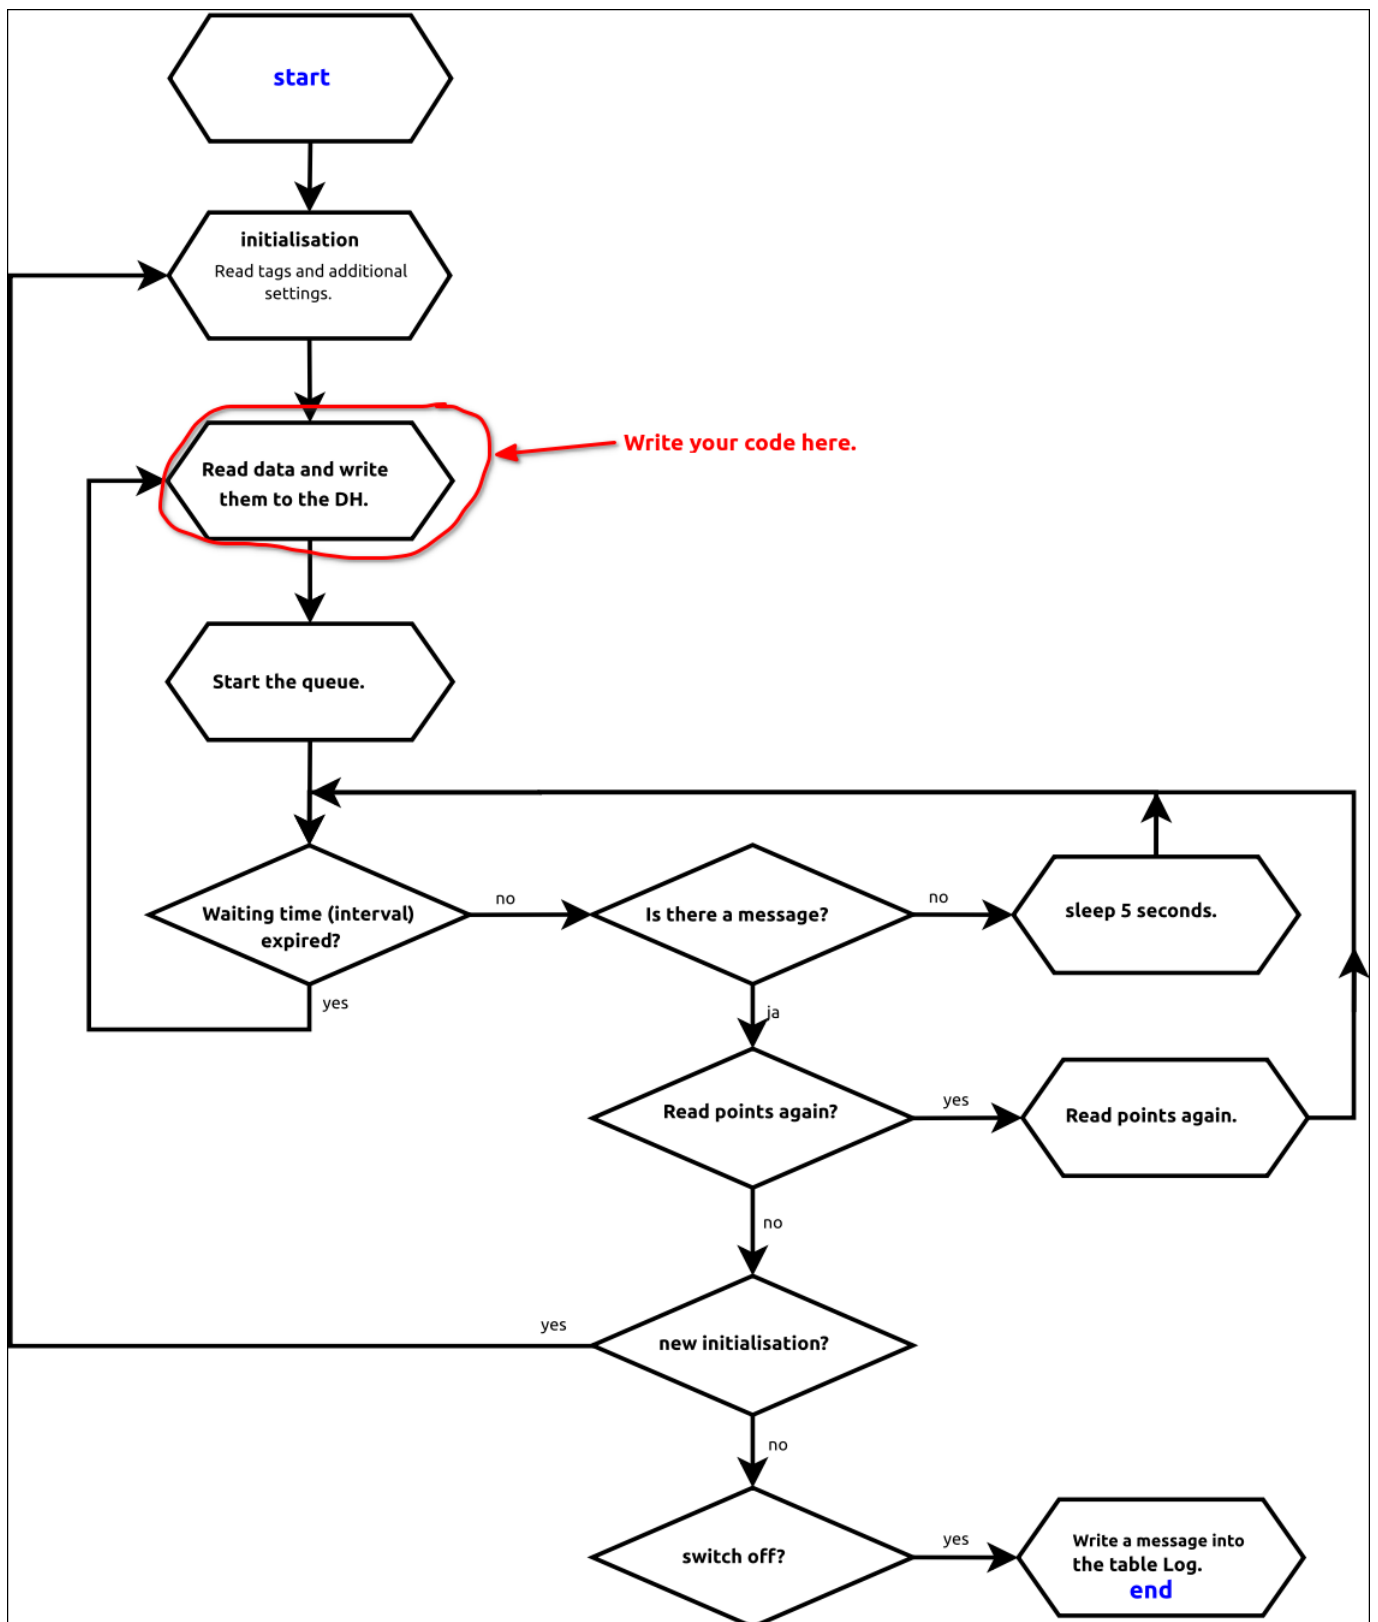 start
initialisation
Read tags and additional
settings.
Read data and write
them to the DH.
Write your code here.
Start the queue.
Waiting time (interval)
expired?
no
Is there a message?
no
sleep 5 seconds.
yes
ja
Read points again?
yes
Read points again.
no
new initialisation?
yes
no
switch off?
yes
Write a message into
the table Log.
end